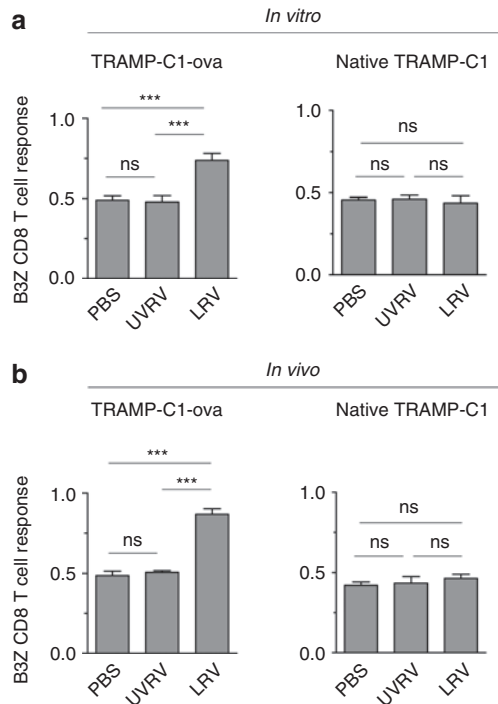 a
In vitro
TRAMP-C1-ova
Native TRAMP-C1
B3Z CD8 T cell response
1.0
0.5
0.0
***
***
ns
PBS
UVRV
LRV
1.0
0.5
0.0
ns
ns
ns
PBS
UVRV
LRV
b
In vivo
TRAMP-C1-ova
Native TRAMP-C1
B3Z CD8 T cell response
1.0
0.5
0.0
***
***
ns
PBS
UVRV
LRV
1.0
0.5
0.0
ns
ns
ns
PBS
UVRV
LRV